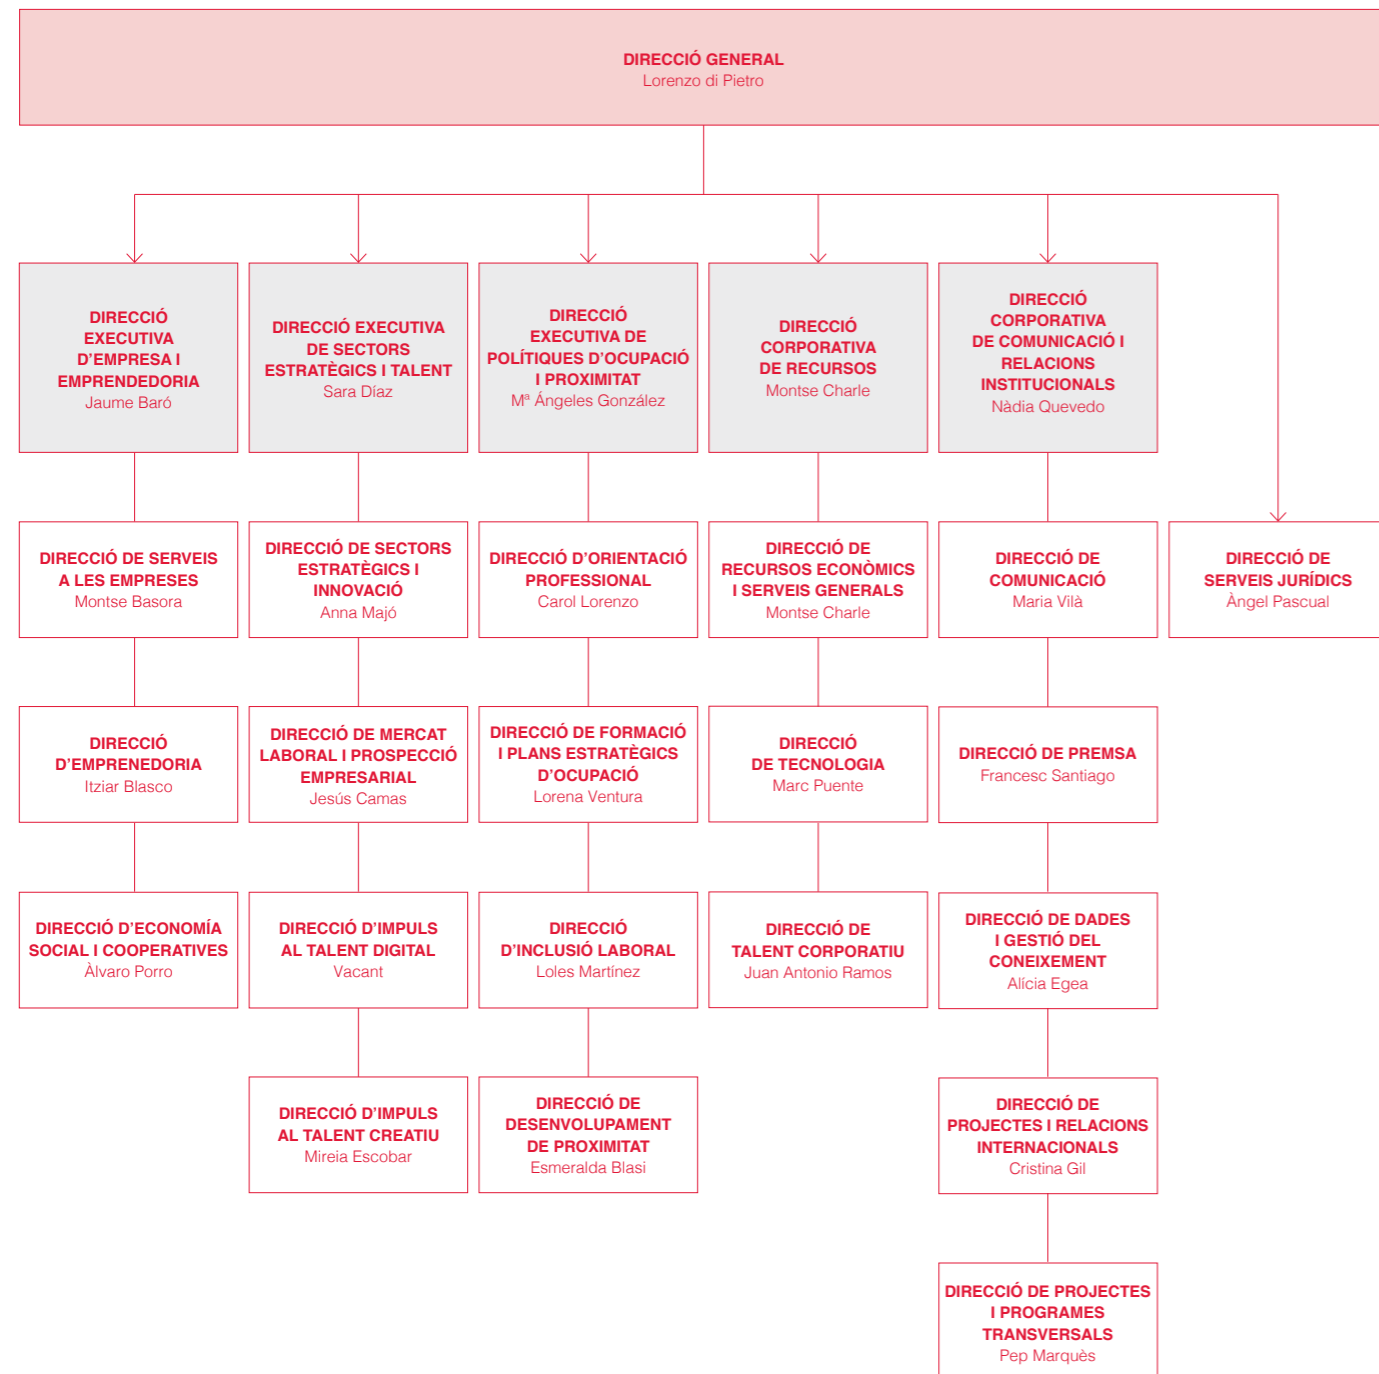 DIRECCIÓ GENERAL
Lorenzo di Pietro
DIRECCIÓ
EXECUTIVA
D’EMPRESA I
EMPRENDEDORIA
Jaume Baró
DIRECCIÓ EXECUTIVA
DE SECTORS
ESTRATÈGICS I TALENT
Sara Díaz
DIRECCIÓ
EXECUTIVA DE
POLÍTIQUES D’OCUPACIÓ
I PROXIMITAT
Mª Ángeles González
DIRECCIÓ
CORPORATIVA
DE RECURSOS
Montse Charle
DIRECCIÓ
CORPORATIVA
DE COMUNICACIÓ I
RELACIONS
INSTITUCIONALS
Nàdia Quevedo
DIRECCIÓ DE SERVEIS
A LES EMPRESES
Montse Basora
DIRECCIÓ DE SECTORS
ESTRATÈGICS I
INNOVACIÓ
Anna Majó
DIRECCIÓ D’ORIENTACIÓ
PROFESSIONAL
Carol Lorenzo
DIRECCIÓ DE
RECURSOS ECONÒMICS
I SERVEIS GENERALS
Montse Charle
DIRECCIÓ DE
COMUNICACIÓ
Maria Vilà
DIRECCIÓ DE
SERVEIS JURÍDICS
Àngel Pascual
DIRECCIÓ
D’EMPRENEDORIA
Itziar Blasco
DIRECCIÓ DE MERCAT
LABORAL I PROSPECCIÓ
EMPRESARIAL
Jesús Camas
DIRECCIÓ DE FORMACIÓ
I PLANS ESTRATÈGICS
D’OCUPACIÓ
Lorena Ventura
DIRECCIÓ
DE TECNOLOGIA
Marc Puente
DIRECCIÓ DE PREMSA
Francesc Santiago
DIRECCIÓ D’ECONOMÍA
SOCIAL I COOPERATIVES
Àlvaro Porro
DIRECCIÓ D’IMPULS
AL TALENT DIGITAL
Vacant
DIRECCIÓ
D’INCLUSIÓ LABORAL
Loles Martínez
DIRECCIÓ DE
TALENT CORPORATIU
Juan Antonio Ramos
DIRECCIÓ DE DADES
I GESTIÓ DEL
CONEIXEMENT
Alícia Egea
DIRECCIÓ D’IMPULS
AL TALENT CREATIU
Mireia Escobar
DIRECCIÓ DE
DESENVOLUPAMENT
DE PROXIMITAT
Esmeralda Blasi
DIRECCIÓ DE
PROJECTES I RELACIONS
INTERNACIONALS
Cristina Gil
DIRECCIÓ DE PROJECTES
I PROGRAMES
TRANSVERSALS
Pep Marquès